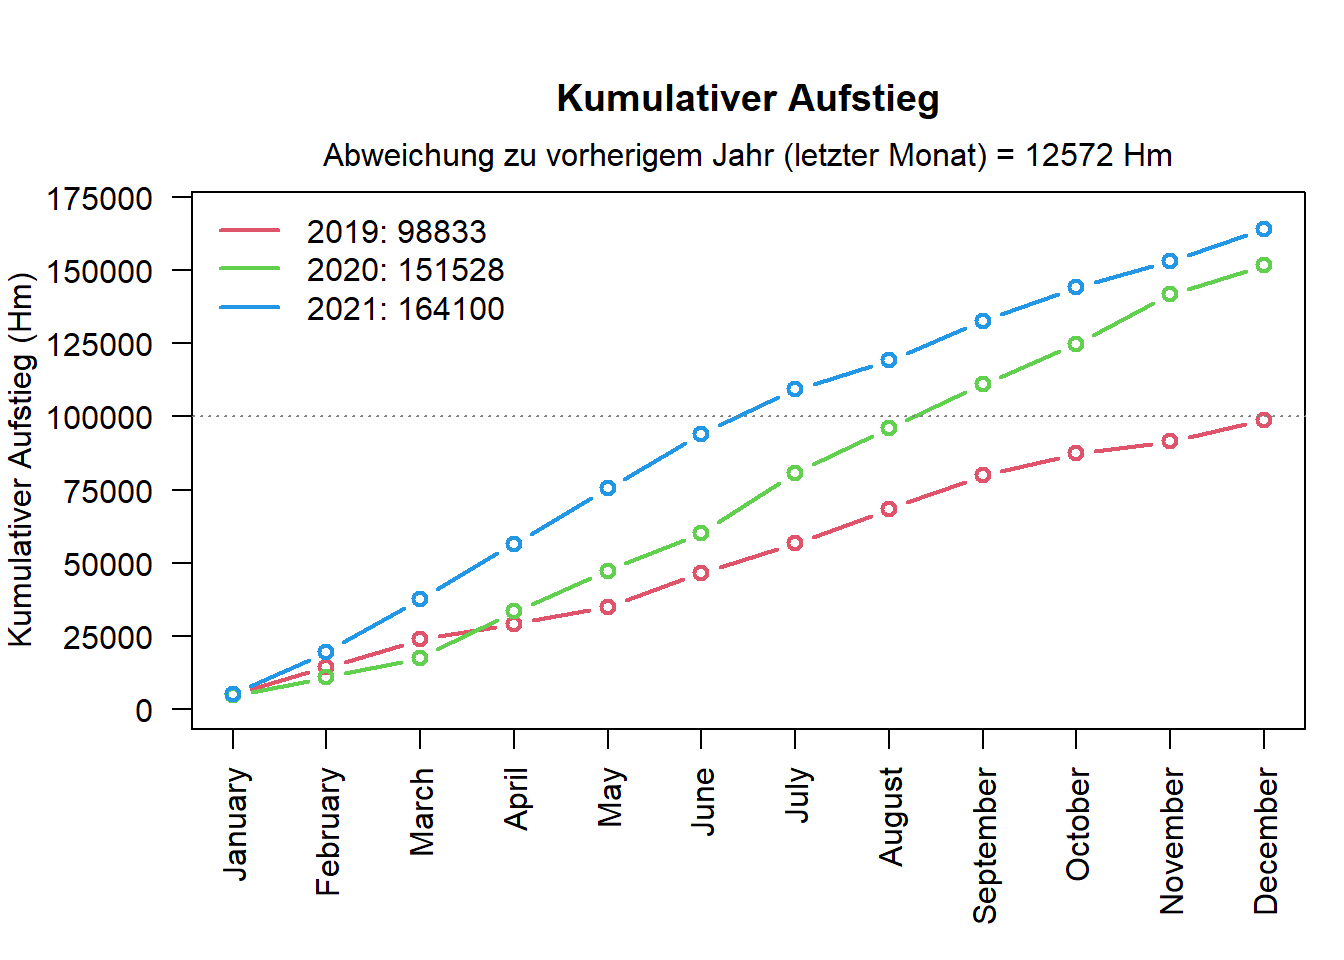 Kumulativer Aufstieg
Abweichung zu vorherigem Jahr (letzter Monat) = 12572 Hm
Kumulativer Aufstieg (Hm)
175000
150000
125000
100000
75000
50000
25000
0
2019: 98833
2020: 151528
2021: 164100
January
February
March
April
May
June
July
August
September
October
November
December